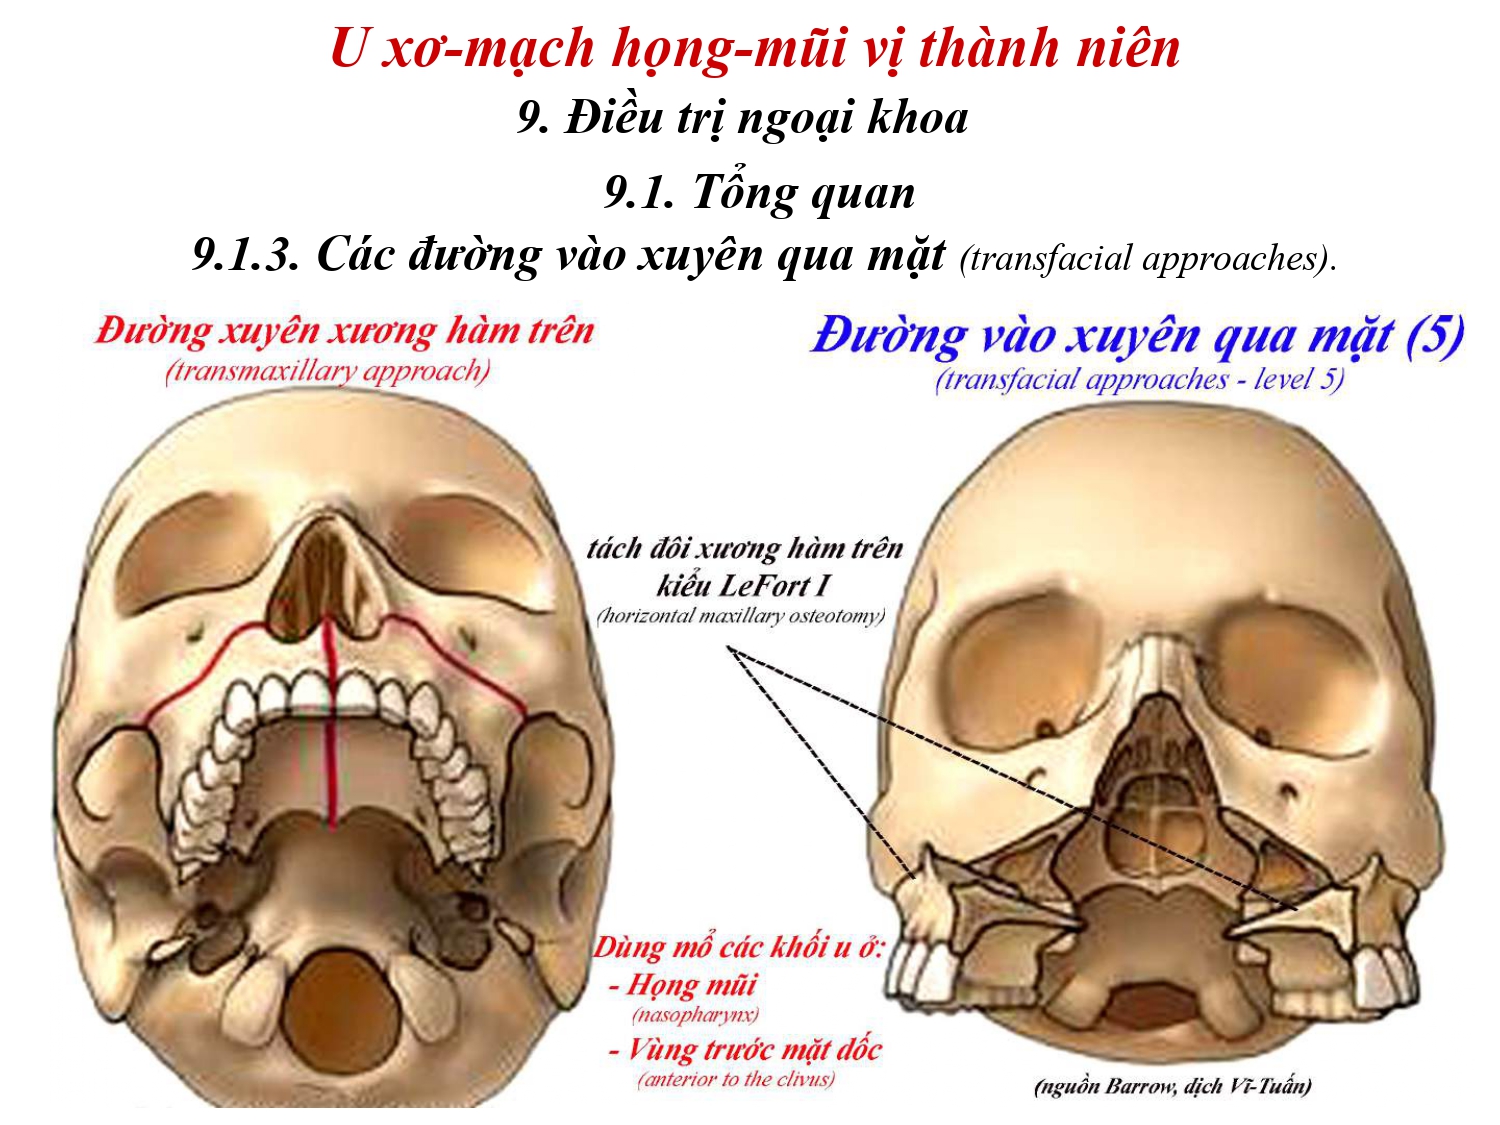 U xơ-mạch họng-mũi vị thành niên
9. Điều trị ngoại khoa
9.1. Tổng quan
9.1.3. Các đường vào xuyên qua mặt (transfacial approaches).
Đường xuyên xương hàm trên
(transmaxillary approach)
Đường vào xuyên qua mặt (5)
(transfacial approaches - level 5)
tách đôi xương hàm trên
kiểu LeFort I
(horizontal maxillary osteotomy)
Dùng mổ các khối u ở:
- Họng mũi
(nasopharynx)
- Vùng trước mặt dốc
(anterior to the clivus)
(nguồn Barrow, dịch Vĩ-Tuấn)